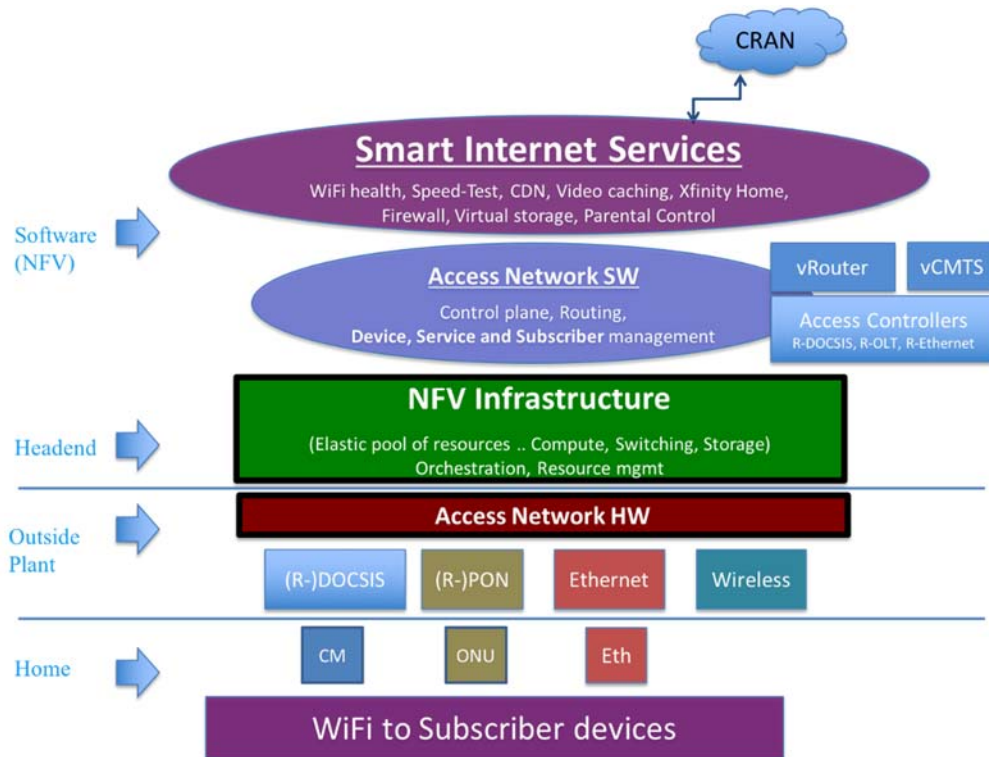 CRAN
Smart Internet Services
WiFi health, Speed-Test, CDN, Video caching, Xfinity Home,
Firewall, Virtual storage, Parental Control
Software
(NFV)
Access Network SW
Control plane, Routing,
Device, Service and Subscriber management
vRouter
vCMTS
Access Controllers
R-DOCSIS, R-OLT, R-Ethernet
Headend
NFV Infrastructure
(Elastic pool of resources .. Compute, Switching, Storage)
Orchestration, Resource mgmt
Outside
Plant
Access Network HW
(R-)DOCSIS
(R-)PON
Ethernet
Wireless
Home
CM
ONU
Eth
WiFi to Subscriber devices